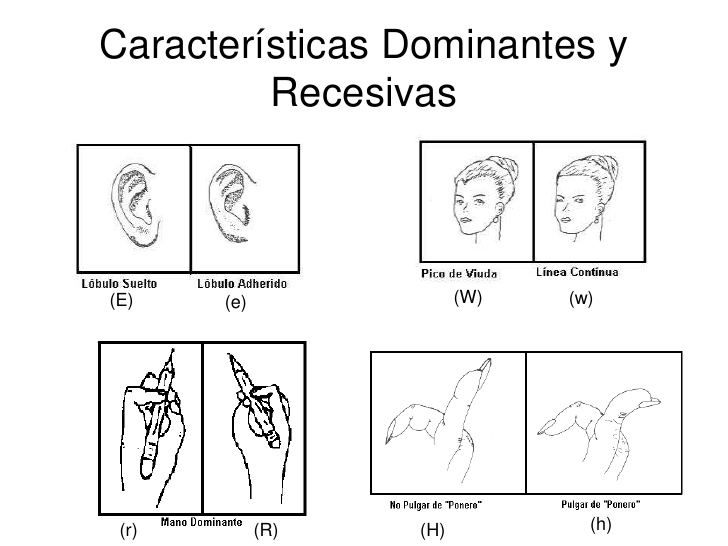 Características Dominantes y
Recesivas
Lóbulo Suelto
Lóbulo Adherido
(E)
(e)
Pico de Viuda
Línea Contínua
(W)
(w)
Mano Dominante
(r)
(R)
No Pulgar de "Ponero"
Pulgar de "Ponero"
(H)
(h)